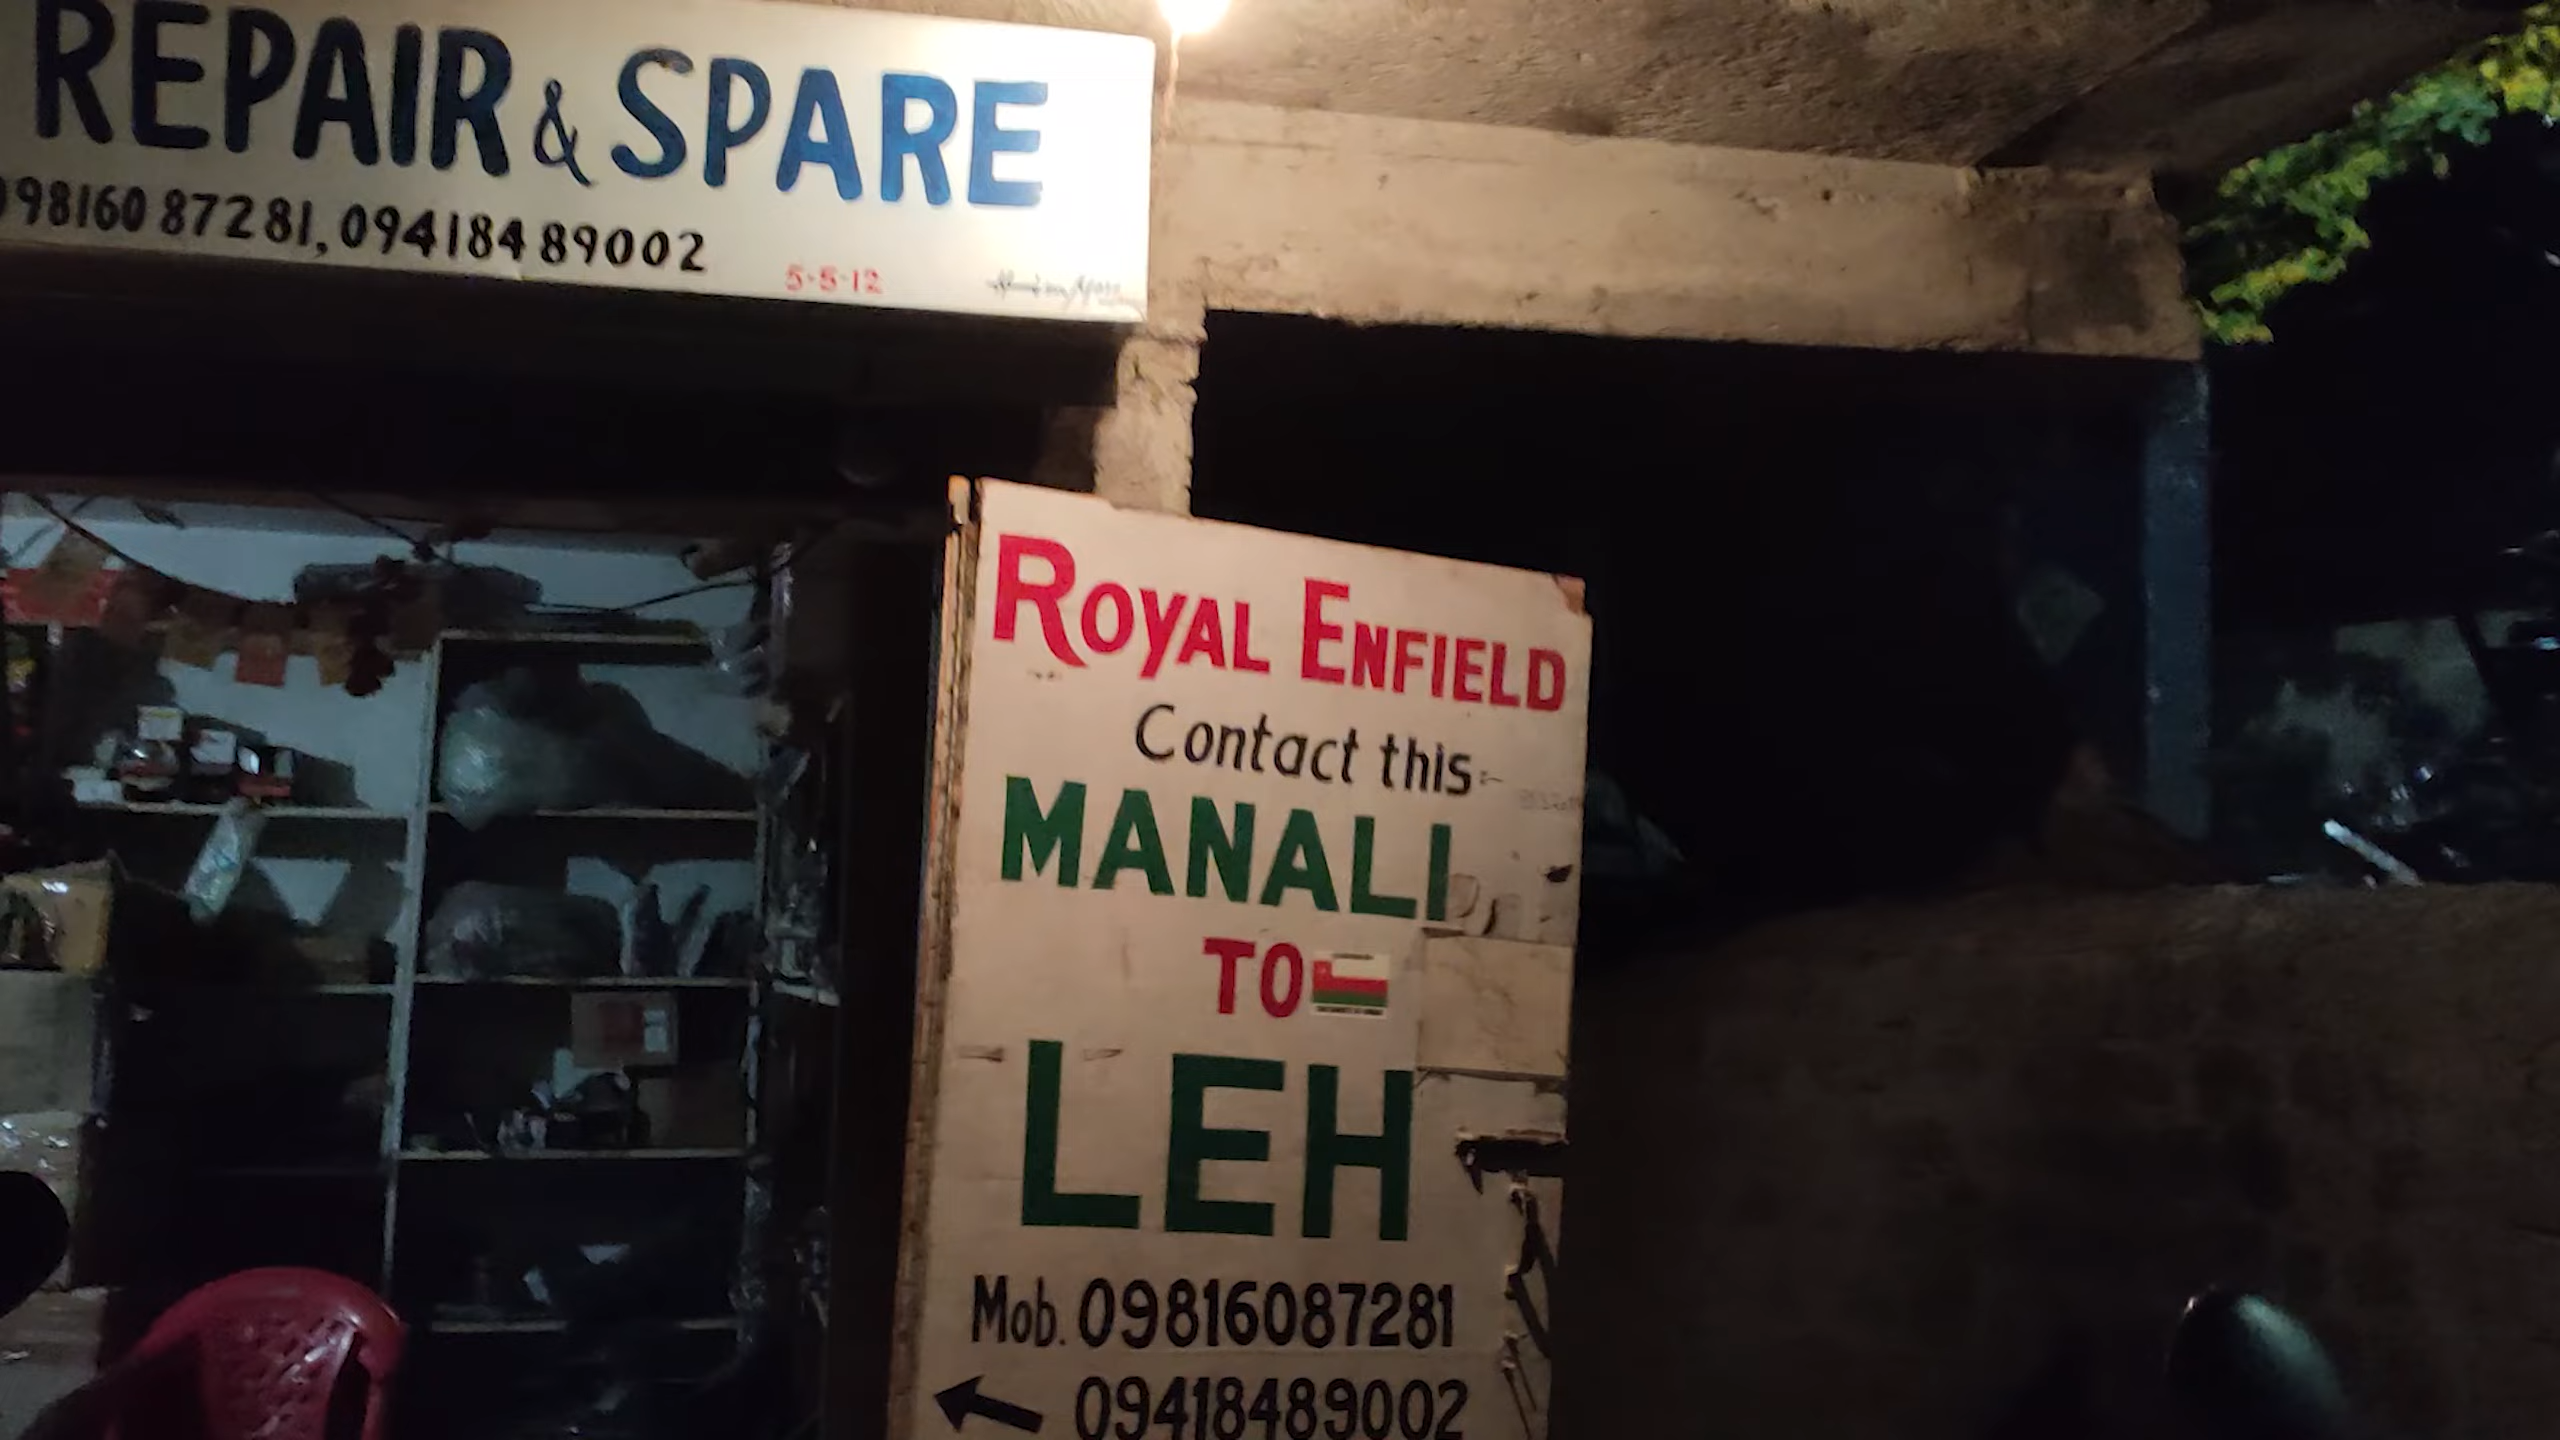 REPAIR & SPARE
09816087281, 09418489002
5-5-12
ROYAL ENFIELD
Contact this:-
MANALI
TO
LEH
Mob. 09816087281
09418489002